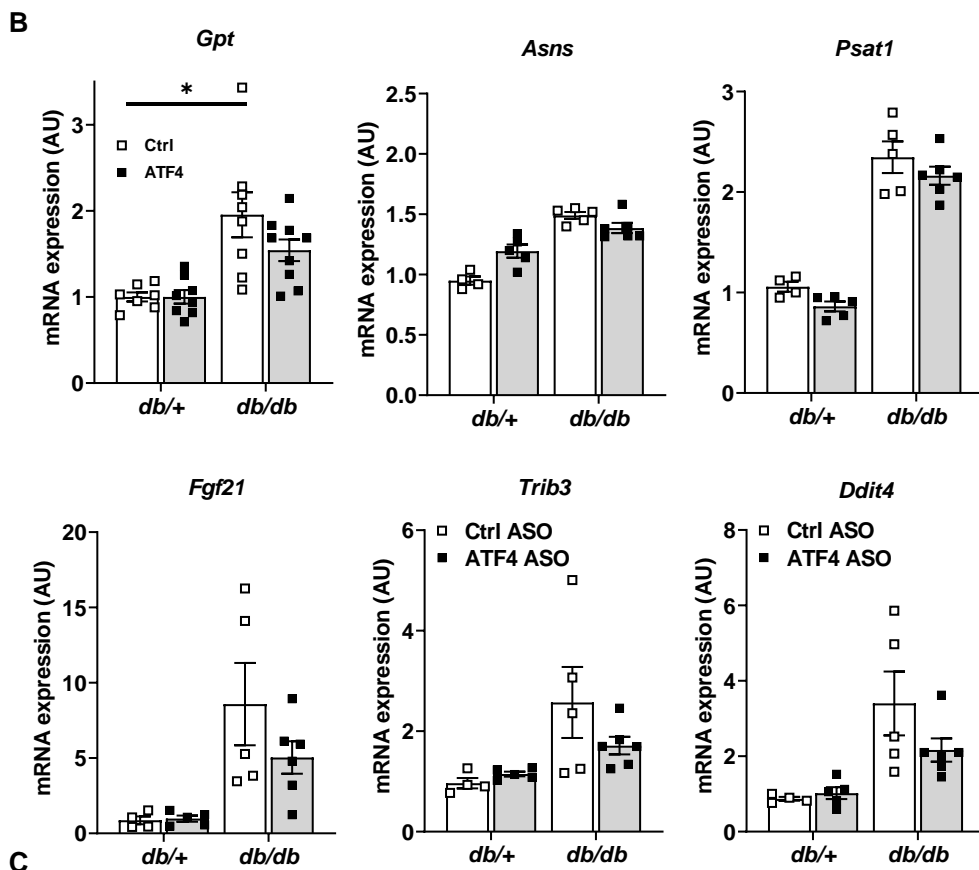 B
Gpt
mRNA expression (AU)
3
2
1
0
*
Ctrl
ATF4
db/+
db/db
Asns
mRNA expression (AU)
2.5
2.0
1.5
1.0
0.5
0.0
db/+
db/db
Psat1
mRNA expression (AU)
3
2
1
0
db/+
db/db
Fgf21
mRNA expression (AU)
20
15
10
5
0
db/+
db/db
Trib3
mRNA expression (AU)
6
4
2
0
Ctrl ASO
ATF4 ASO
db/+
db/db
Ddit4
mRNA expression (AU)
8
6
4
2
0
Ctrl ASO
ATF4 ASO
db/+
db/db
C